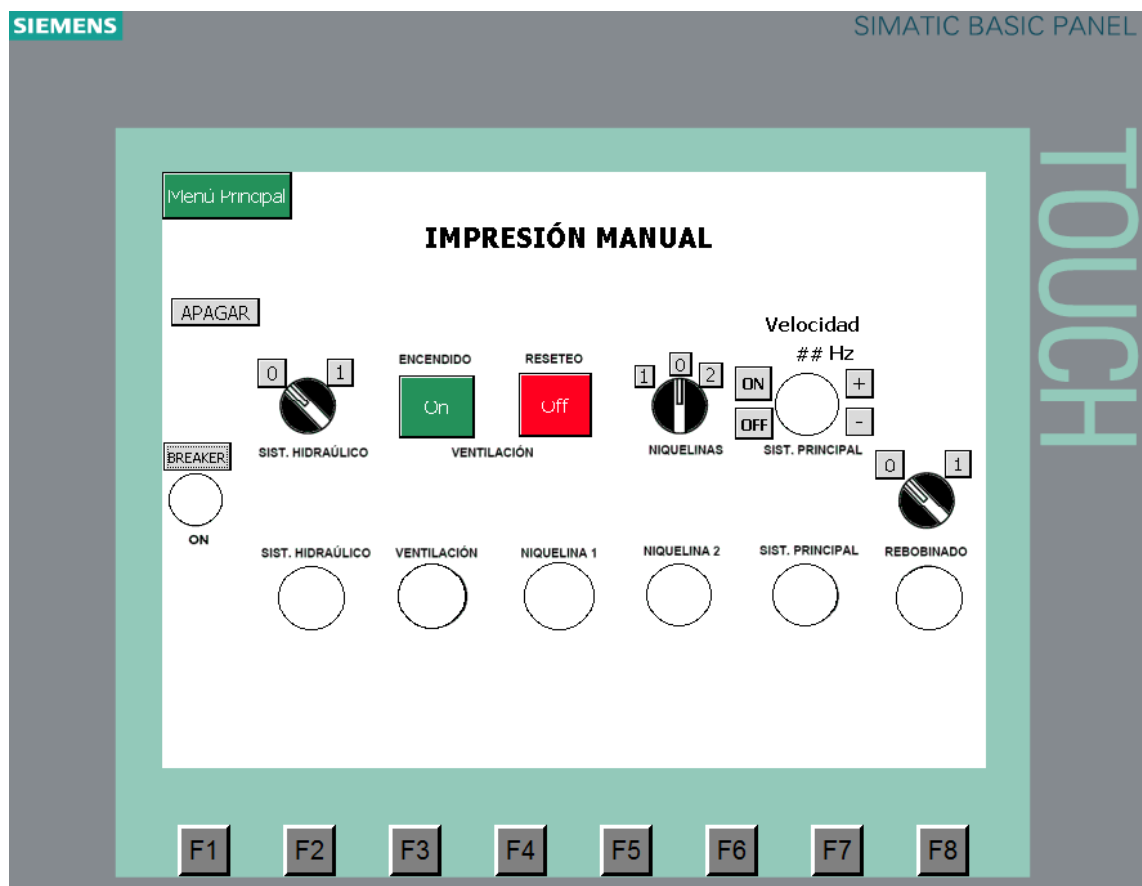 SIEMENS
SIMATIC BASIC PANEL
TOUCH
Menú Principal
IMPRESIÓN MANUAL
APAGAR
Velocidad
## Hz
ENCENDIDO
RESETEO
0
1
On
Off
1
0
2
ON
OFF
+
-
BREAKER
SIST. HIDRAÚLICO
VENTILACIÓN
NIQUELINAS
SIST. PRINCIPAL
0
1
ON
SIST. HIDRAÚLICO
VENTILACIÓN
NIQUELINA 1
NIQUELINA 2
SIST. PRINCIPAL
REBOBINADO
F1
F2
F3
F4
F5
F6
F7
F8